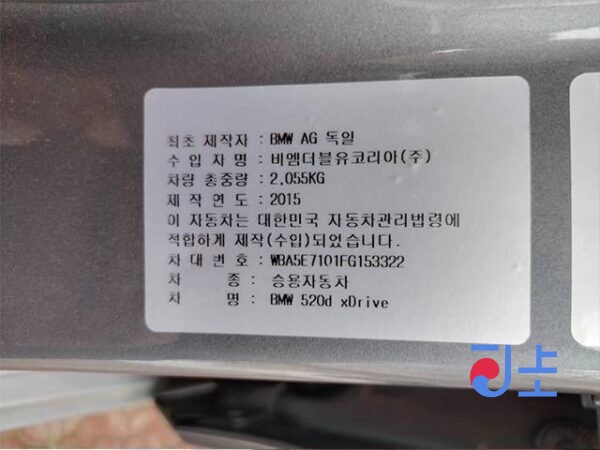 최초 제작자 : BMW AG 독일
수 입 자 명 : 비엠더블유코리아(주)
차량 총중량 : 2,055KG
제 작 연 도 : 2015
이 자동차는 대한민국 자동차관리법령에
적합하게 제작(수입)되었습니다.
차 대 번 호 : WBA5E7101FG153322
차 종 : 승용자동차
차 명 : BMW 520d xDrive